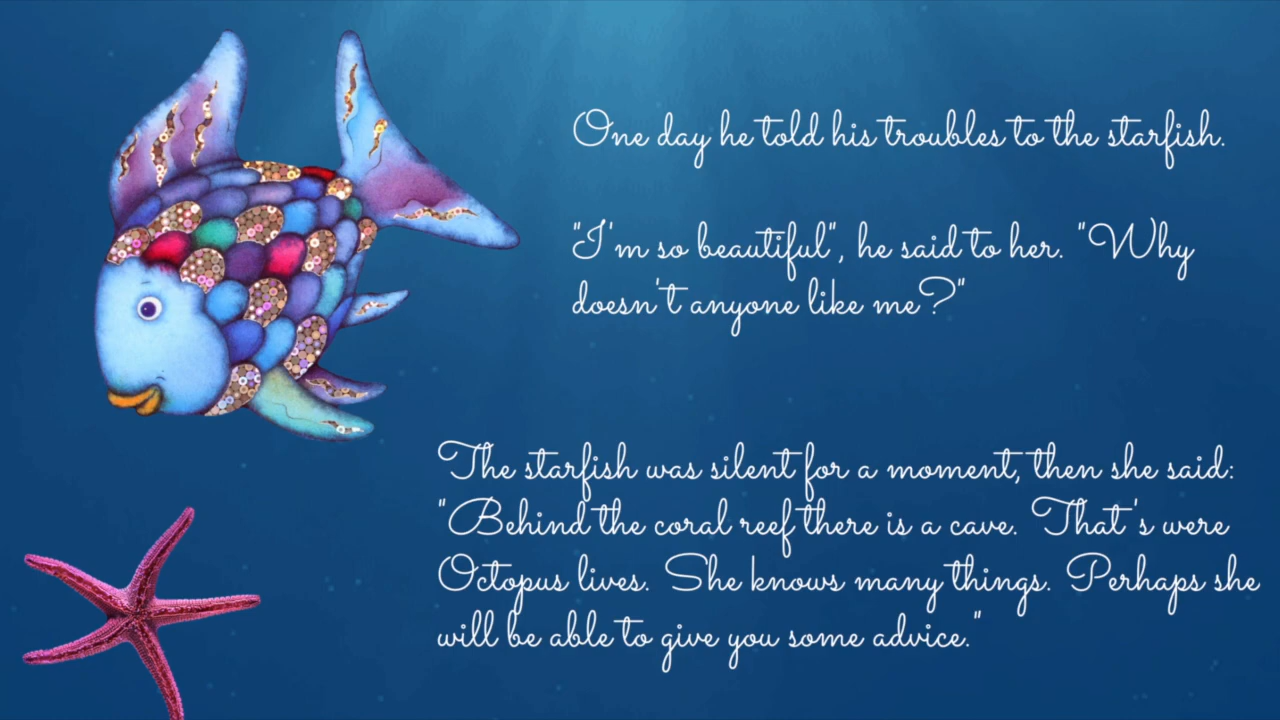 One day he told his troubles to the starfish.
"I'm so beautiful", he said to her. "Why
doesn't anyone like me?"
The starfish was silent for a moment, then she said:
"Behind the coral reef there is a cave. That's were
Octopus lives. She knows many things. Perhaps she
will be able to give you some advice."